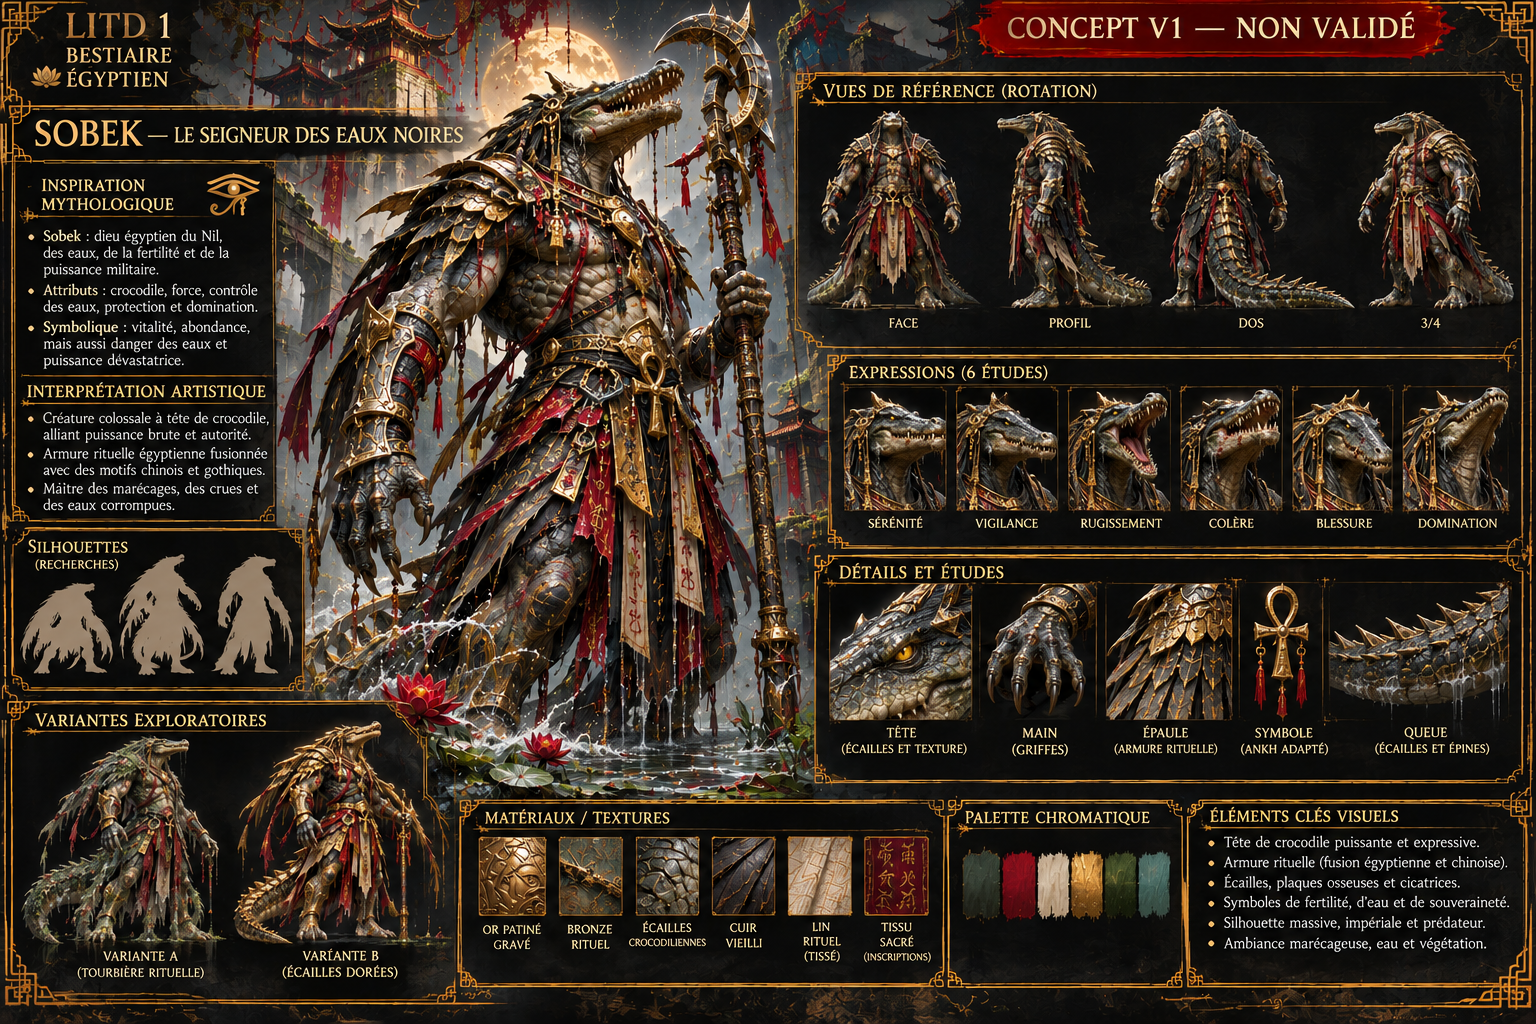 LITD 1
BESTIAIRE
ÉGYPTIEN
CONCEPT V1 — NON VALIDÉ
SOBEK — LE SEIGNEUR DES EAUX NOIRES
INSPIRATION
MYTHOLOGIQUE
• Sobek : dieu égyptien du Nil,
des eaux, de la fertilité et de la
puissance militaire.
• Attributs : crocodile, force, contrôle
des eaux, protection et domination.
• Symbolique : vitalité, abondance,
mais aussi danger des eaux et
puissance dévastatrice.
INTERPRÉTATION ARTISTIQUE
• Créature colossale à tête de crocodile,
alliant puissance brute et autorité.
• Armure rituelle égyptienne fusionnée
avec des motifs chinois et gothiques.
• Maître des marécages, des crues et
des eaux corrompues.
SILHOUETTES
(RECHERCHES)
VARIANTES EXPLORATOIRES
VARIANTE A
(TOURBIÈRE RITUELLE)
VARIANTE B
(ÉCAILLES DORÉES)
VUES DE RÉFÉRENCE (ROTATION)
FACE
PROFIL
DOS
3/4
EXPRESSIONS (6 ÉTUDES)
SÉRÉNITÉ
VIGILANCE
RUGISSEMENT
COLÈRE
BLESSURE
DOMINATION
DÉTAILS ET ÉTUDES
TÊTE
(ÉCAILLES ET TEXTURE)
MAIN
(GRIFFES)
ÉPAULE
(ARMURE RITUELLE)
SYMBOLE
(ANKH ADAPTÉ)
QUEUE
(ÉCAILLES ET ÉPINES)
MATÉRIAUX / TEXTURES
OR PATINÉ
GRAVÉ
BRONZE
RITUEL
ÉCAILLES
CROCODILIENNES
CUIR
VIEILLI
LIN
RITUEL
(TISSÉ)
TISSU
SACRÉ
(INSCRIPTIONS)
PALETTE CHROMATIQUE
ÉLÉMENTS CLÉS VISUELS
• Tête de crocodile puissante et expressive.
• Armure rituelle (fusion égyptienne et chinoise).
• Écailles, plaques osseuses et cicatrices.
• Symboles de fertilité, d'eau et de souveraineté.
• Silhouette massive, impériale et prédateur.
• Ambiance marécageuse, eau et végétation.